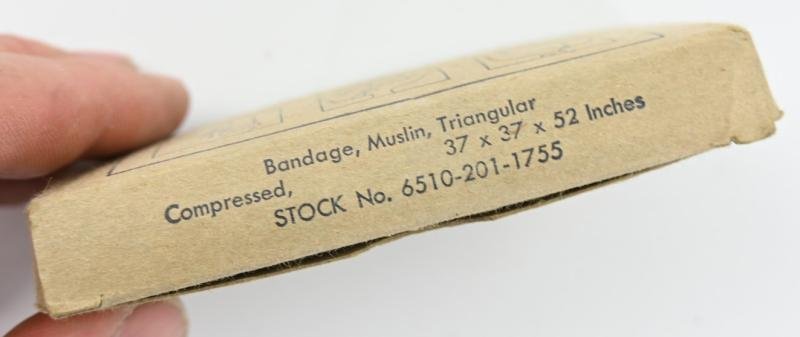 Bandage, Muslin, Triangular
Compressed, 37 x 37 x 52 Inches
STOCK No. 6510-201-1755